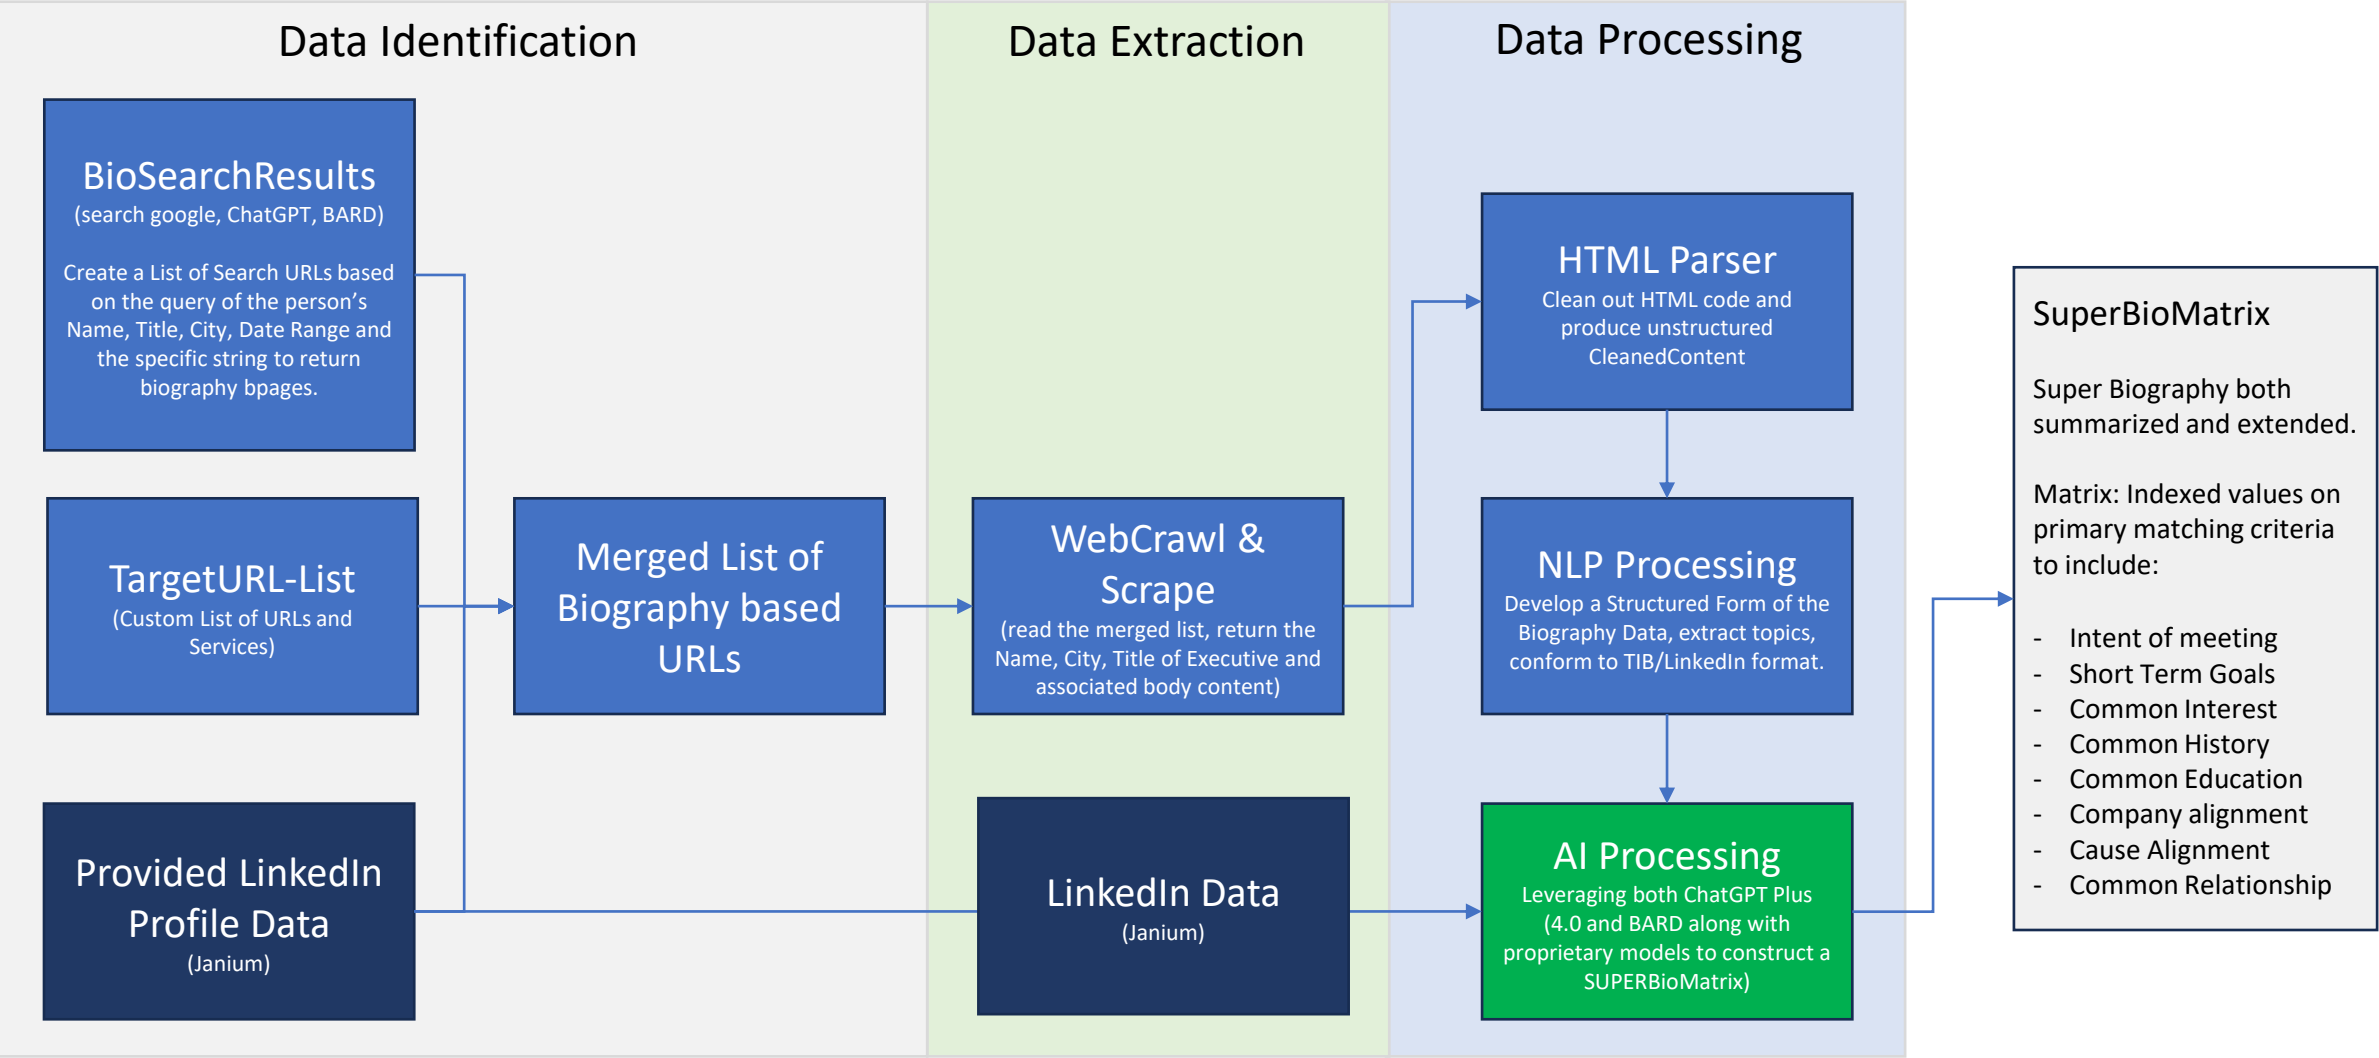 Data Identification
Data Extraction
Data Processing
BioSearchResults
(search google, ChatGPT, BARD)
Create a List of Search URLs based
on the query of the person’s
Name, Title, City, Date Range and
the specific string to return
biography bpages.
TargetURL-List
(Custom List of URLs and
Services)
Provided LinkedIn
Profile Data
(Janium)
Merged List of
Biography based
URLs
WebCrawl &
Scrape
(read the merged list, return the
Name, City, Title of Executive and
associated body content)
LinkedIn Data
(Janium)
HTML Parser
Clean out HTML code and
produce unstructured
CleanedContent
NLP Processing
Develop a Structured Form of the
Biography Data, extract topics,
conform to TIB/LinkedIn format.
AI Processing
Leveraging both ChatGPT Plus
(4.0 and BARD along with
proprietary models to construct a
SUPERBioMatrix)
SuperBioMatrix
Super Biography both
summarized and extended.
Matrix: Indexed values on
primary matching criteria
to include:
- Intent of meeting
- Short Term Goals
- Common Interest
- Common History
- Common Education
- Company alignment
- Cause Alignment
- Common Relationship